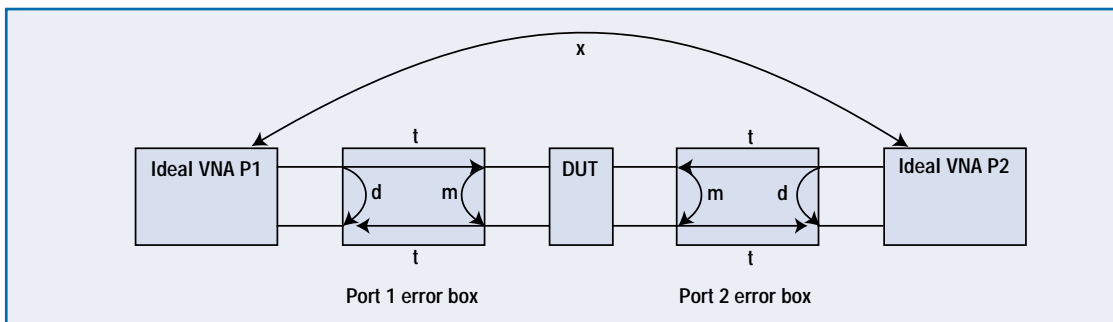 x
t
t
Ideal VNA P1
d
m
DUT
m
d
Ideal VNA P2
t
t
Port 1 error box
Port 2 error box